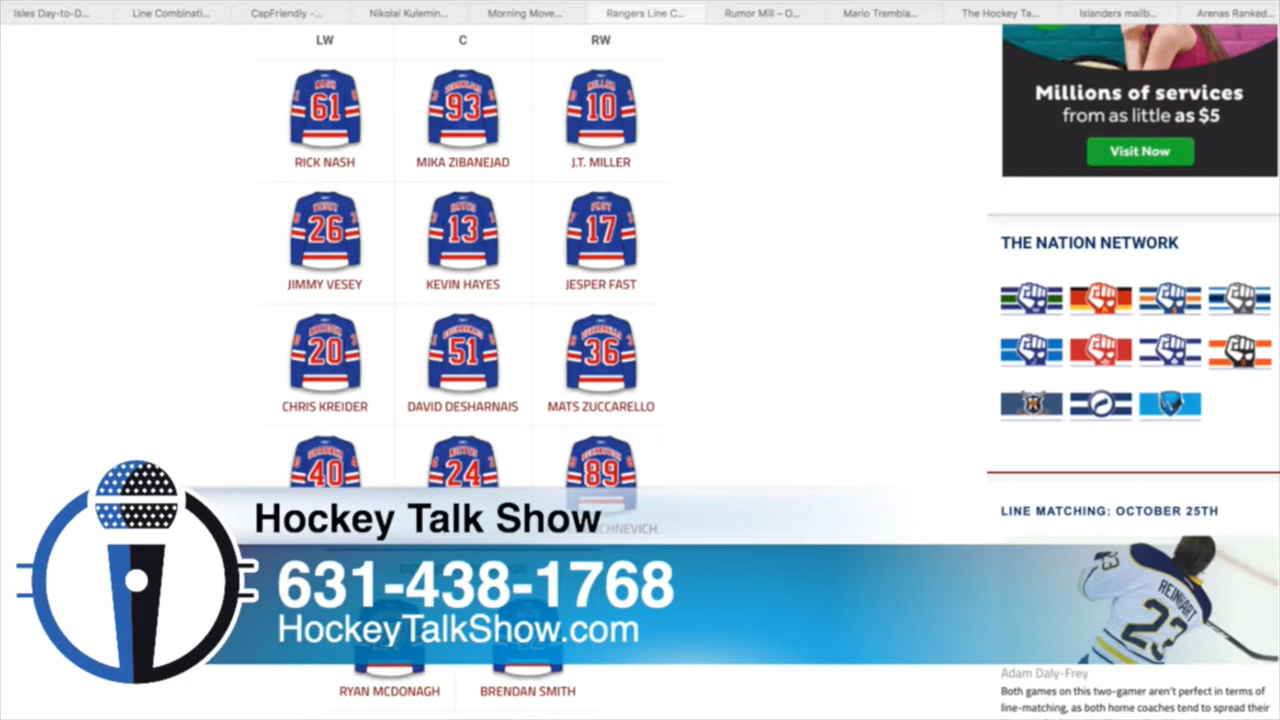 Isles Day-to-D...
Line Combinati...
CapFriendly -...
Nikolai Kulemin...
Morning Move...
Rangers Line C...
Rumor Mill – O...
Mario Trembla...
The Hockey Ta...
Islanders mailb...
Arenas Ranked...
LW C RW
61 93 10
RICK NASH MIKA ZIBANEJAD J.T. MILLER
26 13 17
JIMMY VESEY KEVIN HAYES JESPER FAST
20 51 36
CHRIS KREIDER DAVID DESHARNAIS MATS ZUCCARELLO
40 24 89
Hockey Talk Show
631-438-1768
HockeyTalkShow.com
RYAN MCDONAGH BRENDAN SMITH
Millions of services
from as little as $5
Visit Now
THE NATION NETWORK
LINE MATCHING: OCTOBER 25TH
REINHART
23
Adam Daly-Frey
Both games on this two-gamer aren't perfect in terms of
line-matching, as both home coaches tend to spread their